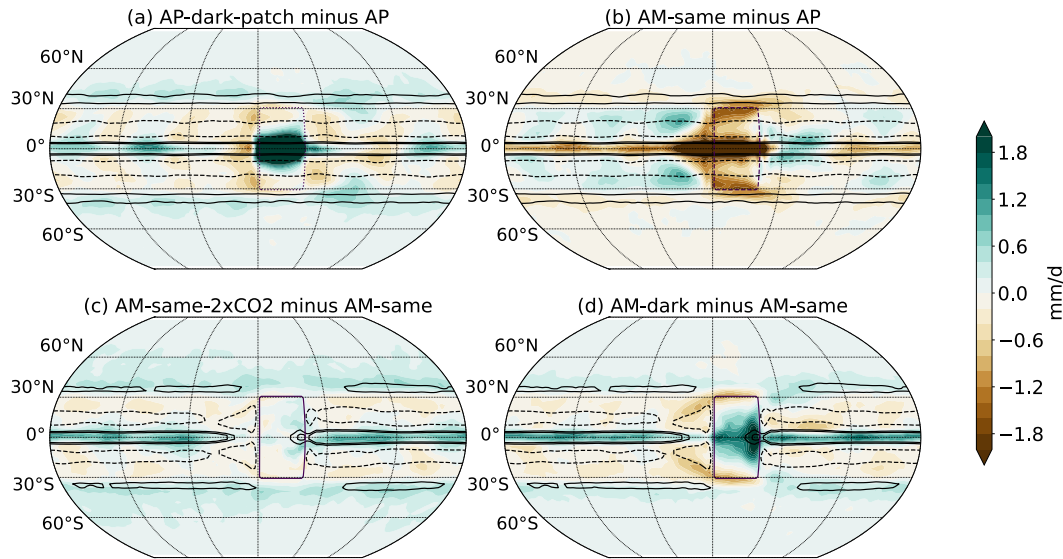 (a) AP-dark-patch minus AP
(b) AM-same minus AP
60°N
60°N
30°N
30°N
0°
0°
30°S
30°S
60°S
60°S
(c) AM-same-2xCO2 minus AM-same
(d) AM-dark minus AM-same
60°N
60°N
30°N
30°N
0°
0°
30°S
30°S
60°S
60°S
1.8
1.2
0.6
0.0
−0.6
−1.2
−1.8
mm/d